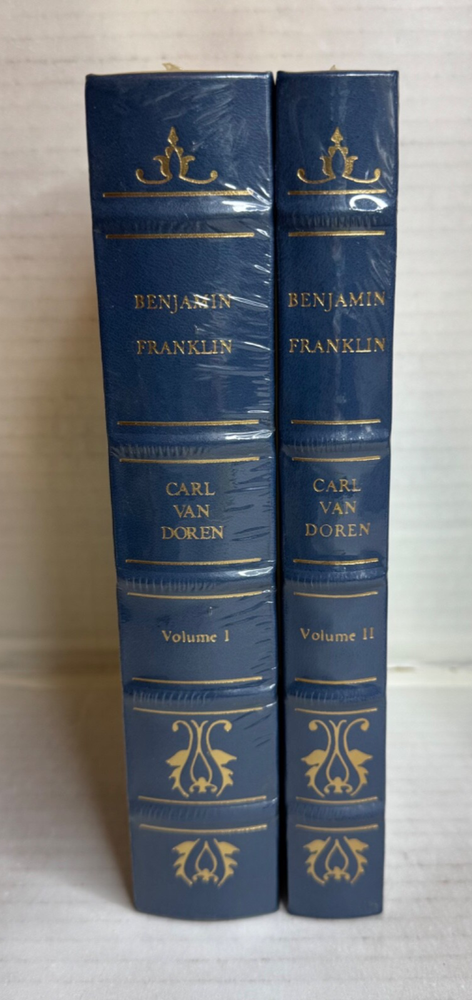 BENJAMIN
FRANKLIN
CARL
VAN
DOREN
Volume I
BENJAMIN
FRANKLIN
CARL
VAN
DOREN
Volume II